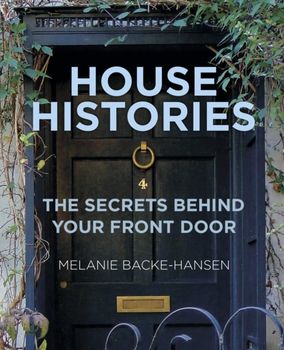 HOUSE
HISTORIES
4
THE SECRETS BEHIND
YOUR FRONT DOOR
MELANIE BACKE-HANSEN